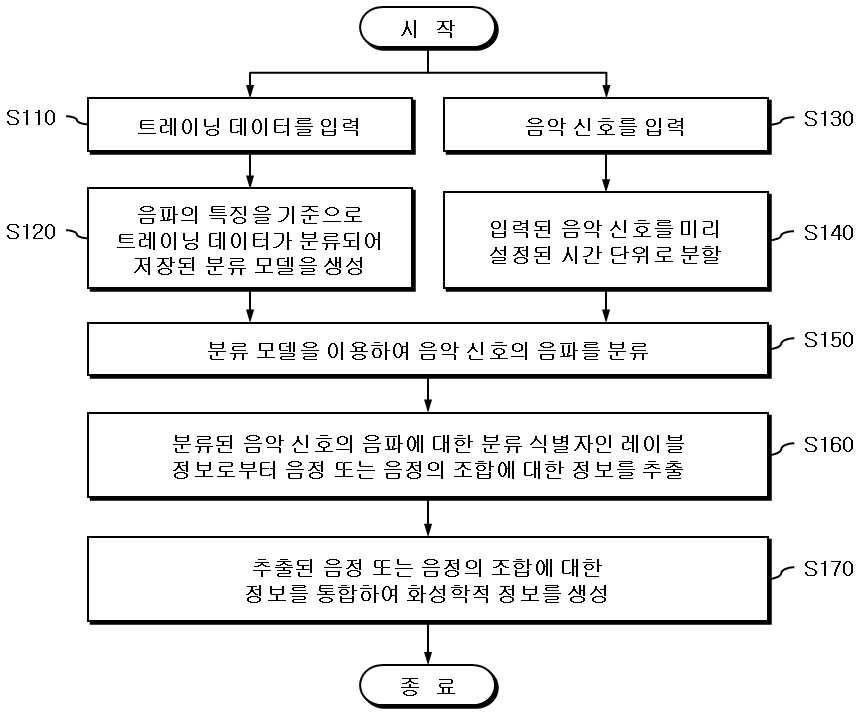 시 작
S110
트레이닝 데이터를 입력
음악 신호를 입력
S130
S120
음파의 특징을 기준으로
트레이닝 데이터가 분류되어
저장된 분류 모델을 생성
입력된 음악 신호를 미리
설정된 시간 단위로 분할
S140
분류 모델을 이용하여 음악 신호의 음파를 분류
S150
분류된 음악 신호의 음파에 대한 분류 식별자인 레이블
정보로부터 음정 또는 음정의 조합에 대한 정보를 추출
S160
추출된 음정 또는 음정의 조합에 대한
정보를 통합하여 화성학적 정보를 생성
S170
종 료